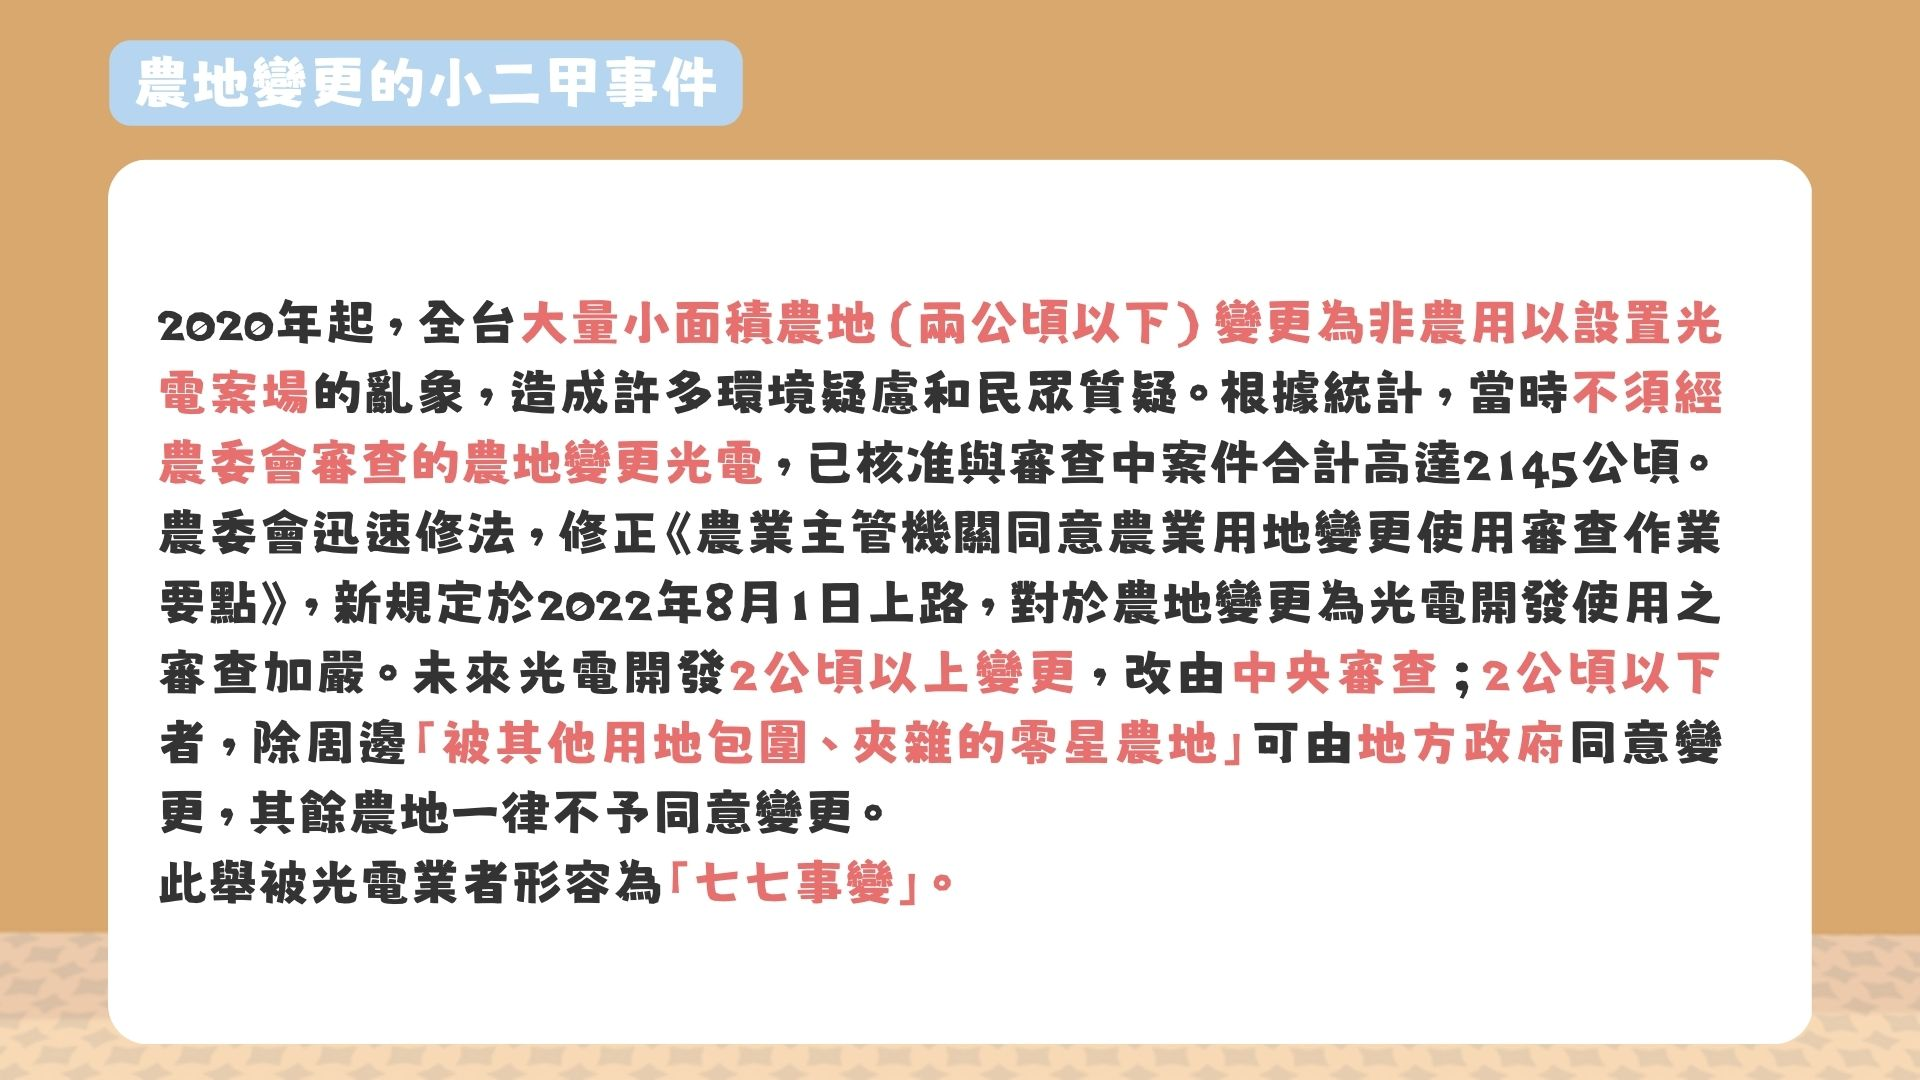 農地變更的小二甲事件
2020年起，全台大量小面積農地（兩公頃以下）變更為非農用以設置光
電案場的亂象，造成許多環境疑慮和民眾質疑。根據統計，當時不須經
農委會審查的農地變更光電，已核准與審查中案件合計高達2145公頃。
農委會迅速修法，修正《農業主管機關同意農業用地變更使用審查作業
要點》，新規定於2022年8月1日上路，對於農地變更為光電開發使用之
審查加嚴。未來光電開發2公頃以上變更，改由中央審查；2公頃以下
者，除周邊「被其他用地包圍、夾雜的零星農地」可由地方政府同意變
更，其餘農地一律不予同意變更。
此舉被光電業者形容為「七七事變」。